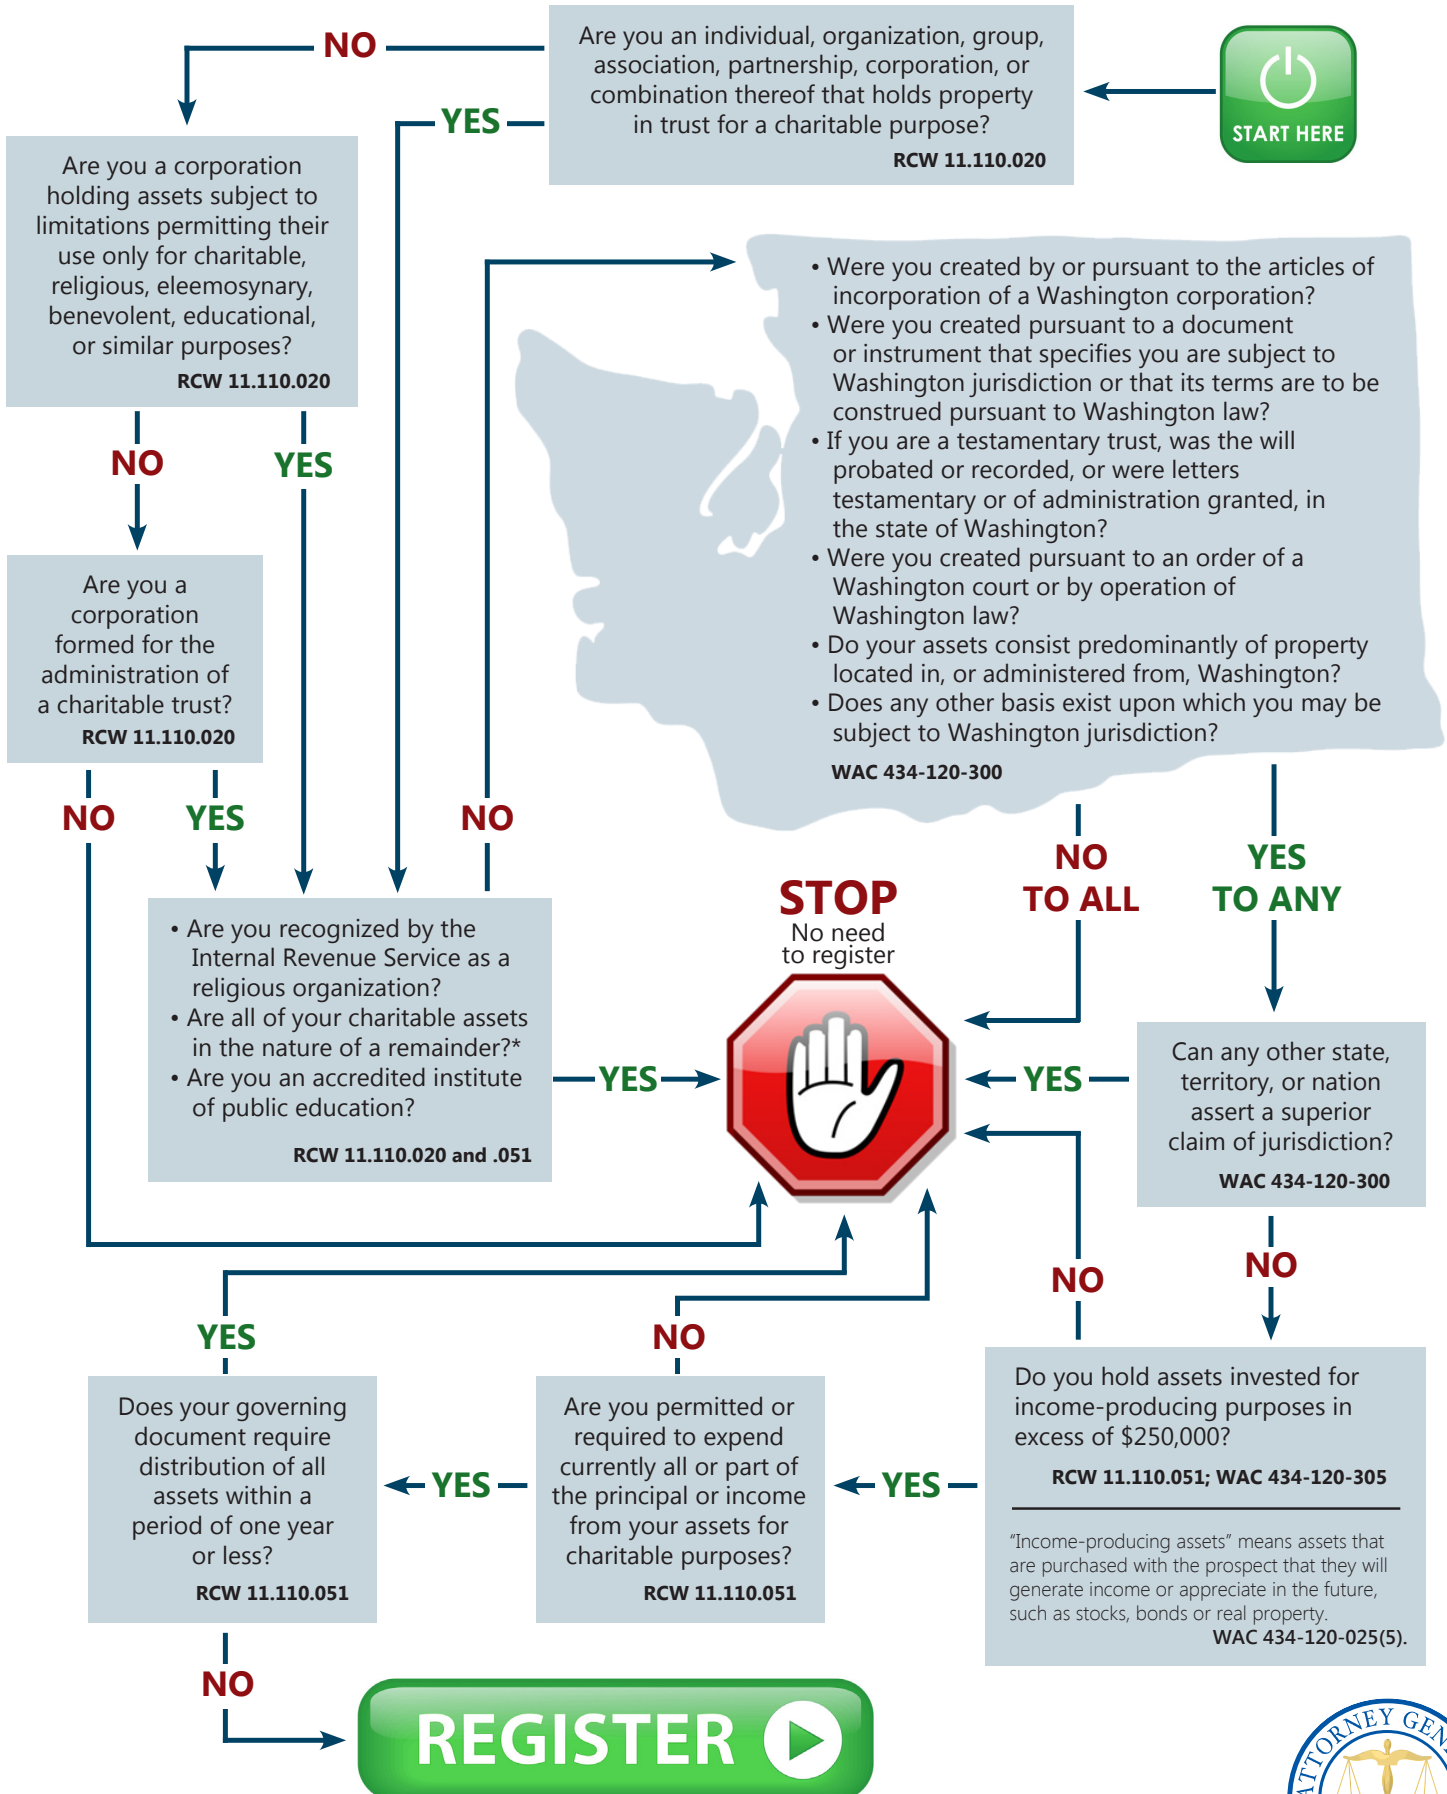 START HERE
Are you an individual, organization, group,
association, partnership, corporation, or
combination thereof that holds property
in trust for a charitable purpose?
RCW 11.110.020
NO
YES
Are you a corporation
holding assets subject to
limitations permitting their
use only for charitable,
religious, eleemosynary,
benevolent, educational,
or similar purposes?
RCW 11.110.020
NO
YES
Are you a
corporation
formed for the
administration of
a charitable trust?
RCW 11.110.020
NO
YES
NO
• Were you created by or pursuant to the articles of
incorporation of a Washington corporation?
• Were you created pursuant to a document
or instrument that specifies you are subject to
Washington jurisdiction or that its terms are to be
construed pursuant to Washington law?
• If you are a testamentary trust, was the will
probated or recorded, or were letters
testamentary or of administration granted, in
the state of Washington?
• Were you created pursuant to an order of a
Washington court or by operation of
Washington law?
• Do your assets consist predominantly of property
located in, or administered from, Washington?
• Does any other basis exist upon which you may be
subject to Washington jurisdiction?
WAC 434-120-300
NO
TO ALL
YES
TO ANY
• Are you recognized by the
Internal Revenue Service as a
religious organization?
• Are all of your charitable assets
in the nature of a remainder?*
• Are you an accredited institute
of public education?
RCW 11.110.020 and .051
YES
STOP
No need
to register
YES
Can any other state,
territory, or nation
assert a superior
claim of jurisdiction?
WAC 434-120-300
NO
NO
Do you hold assets invested for
income-producing purposes in
excess of $250,000?
RCW 11.110.051; WAC 434-120-305
"Income-producing assets" means assets that
are purchased with the prospect that they will
generate income or appreciate in the future,
such as stocks, bonds or real property.
WAC 434-120-025(5).
YES
NO
Are you permitted or
required to expend
currently all or part of
the principal or income
from your assets for
charitable purposes?
RCW 11.110.051
YES
YES
Does your governing
document require
distribution of all
assets within a
period of one year
or less?
RCW 11.110.051
NO
REGISTER
ATTORNEY GEN